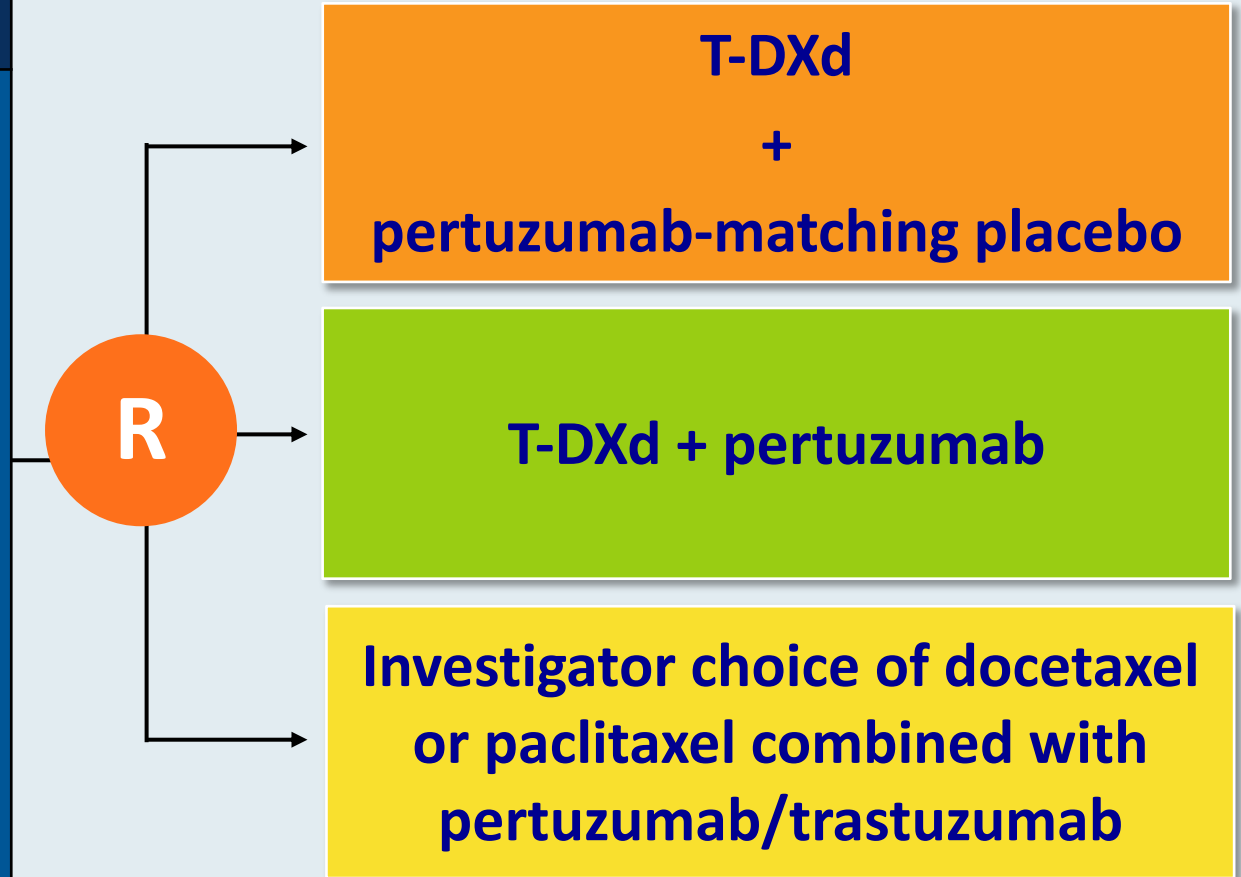 T-DXd
+
pertuzumab-matching placebo
R
T-DXd + pertuzumab
Investigator choice of docetaxel
or paclitaxel combined with
pertuzumab/trastuzumab